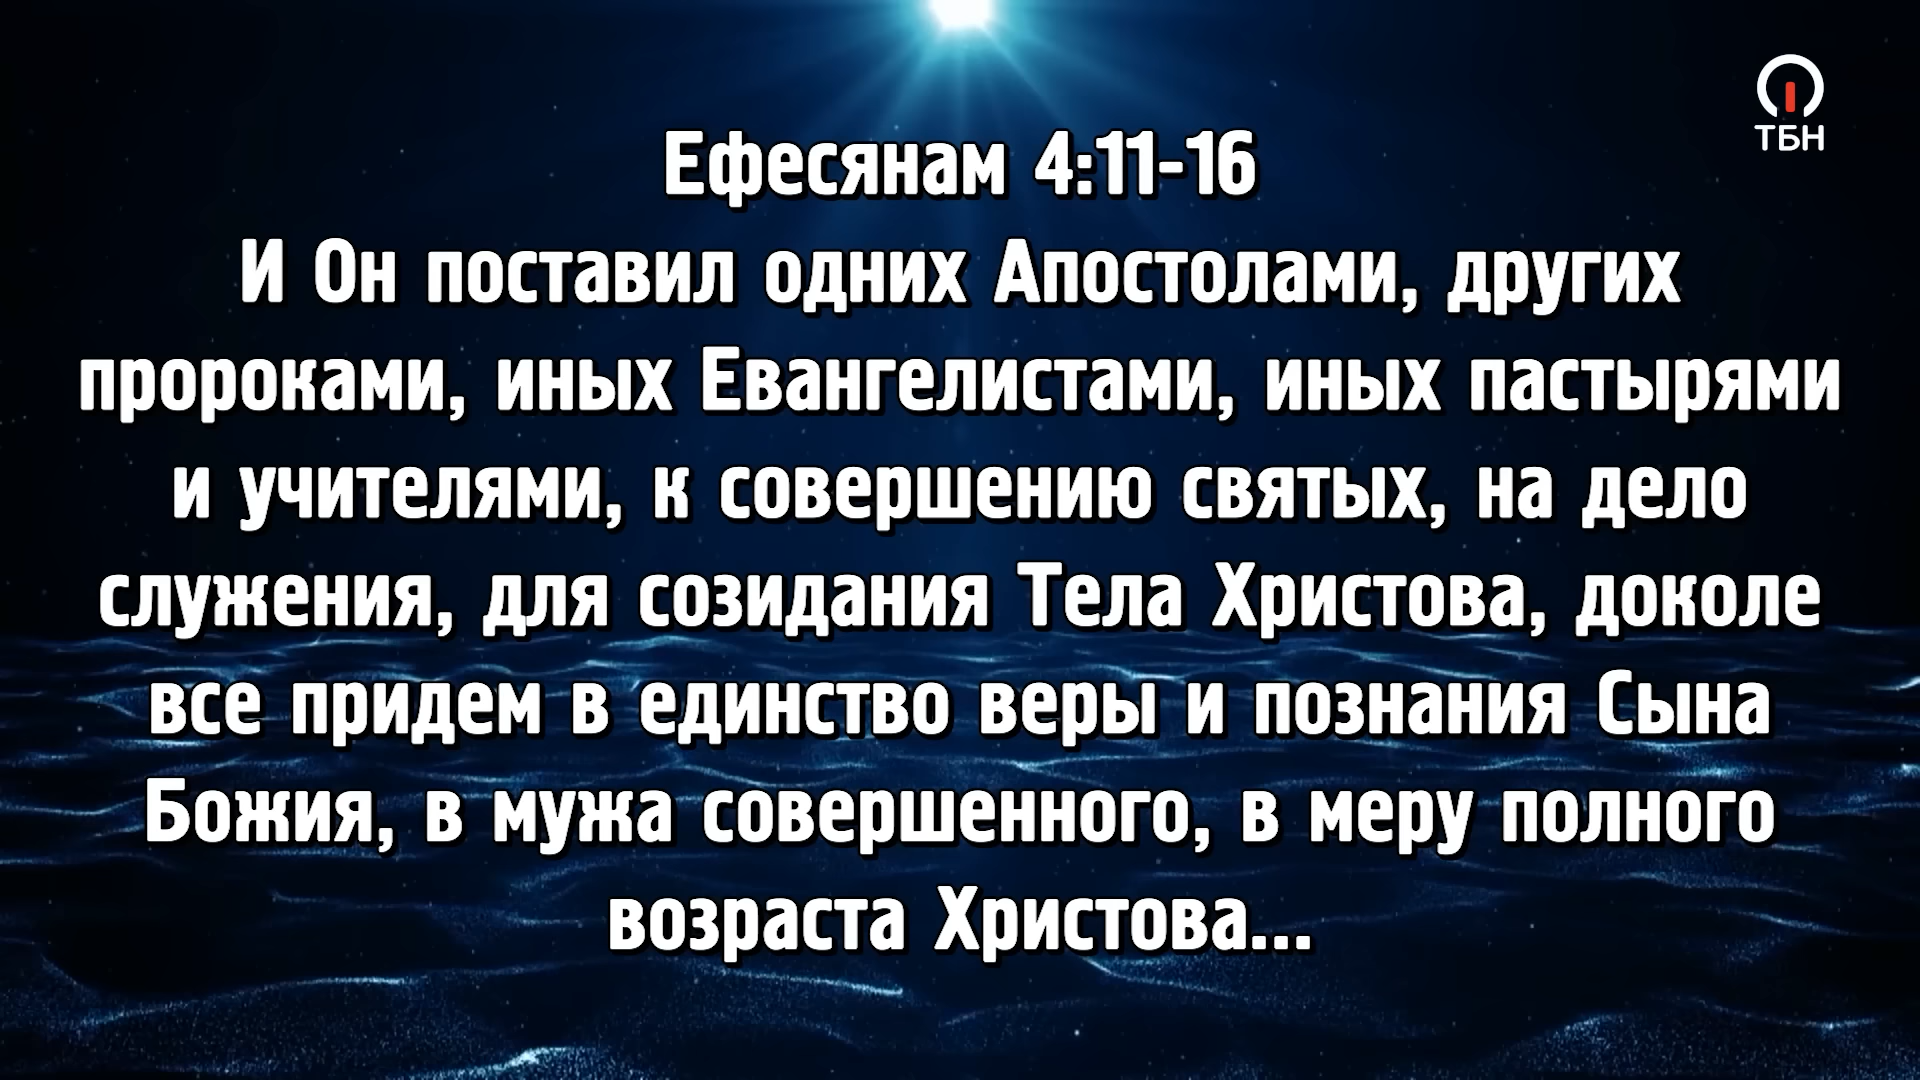 ТБН
Ефесянам 4:11-16
И Он поставил одних Апостолами, других
пророками, иных Евангелистами, иных пастырями
и учителями, к совершению святых, на дело
служения, для созидания Тела Христова, доколе
все придем в единство веры и познания Сына
Божия, в мужа совершенного, в меру полного
возраста Христова...